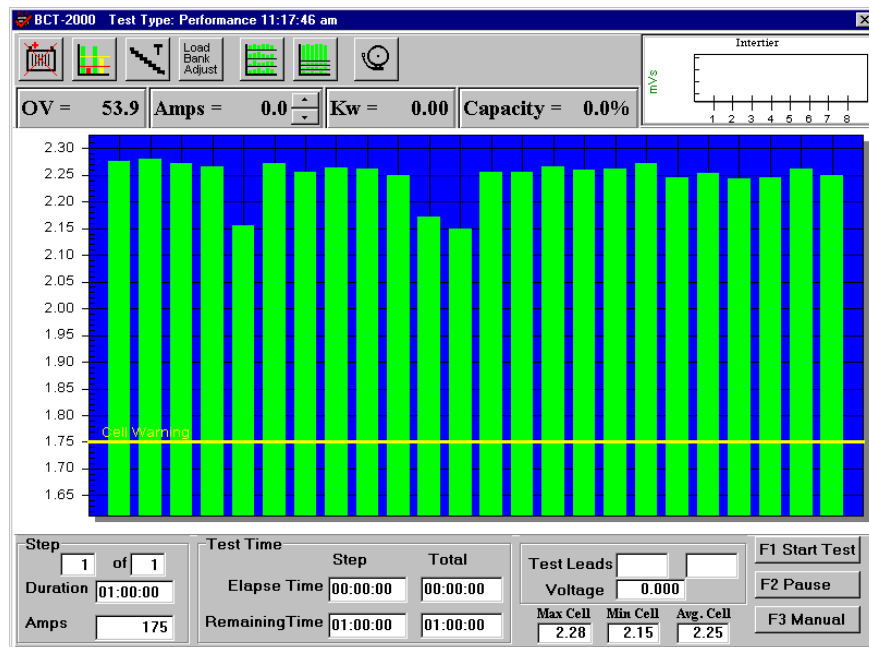 BCT-2000 Test Type: Performance 11:17:46 am
T
Load
Bank
Adjust
Intertier
mVs
1 2 3 4 5 6 7 8
OV = 53.9 Amps = 0.0 Kw = 0.00 Capacity = 0.0%
2.30
2.25
2.20
2.15
2.10
2.05
2.00
1.95
1.90
1.85
1.80
Cell Warning
1.75
1.70
1.65
Step
1 of 1
Duration 01:00:00
Amps 175
Test Time
Step Total
Elapse Time 00:00:00 00:00:00
RemainingTime 01:00:00 01:00:00
Test Leads
Voltage 0.000
Max Cell Min Cell Avg. Cell
2.28 2.15 2.25
F1 Start Test
F2 Pause
F3 Manual